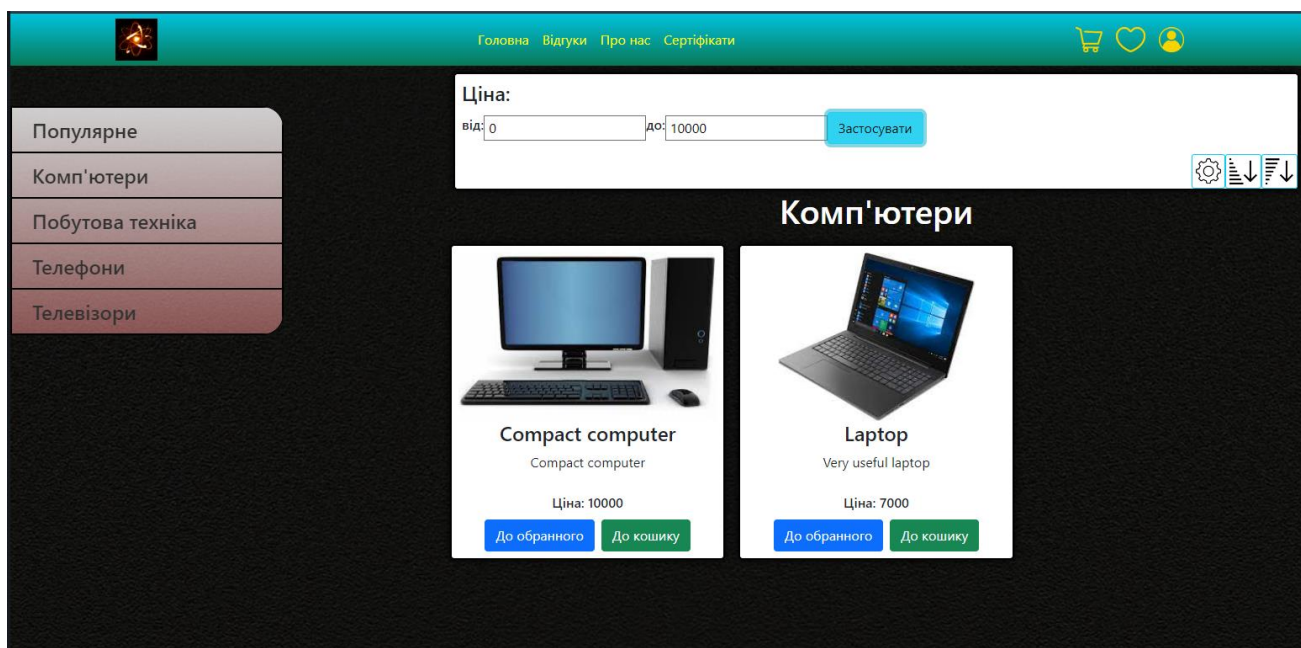 Головна Відгуки Про нас Сертіфікати
Популярне
Комп'ютери
Побутова техніка
Телефони
Телевізори
Ціна:
від: 0 до: 10000 Застосувати
Комп'ютери
Compact computer
Compact computer
Ціна: 10000
До обранного До кошику
Laptop
Very useful laptop
Ціна: 7000
До обранного До кошику